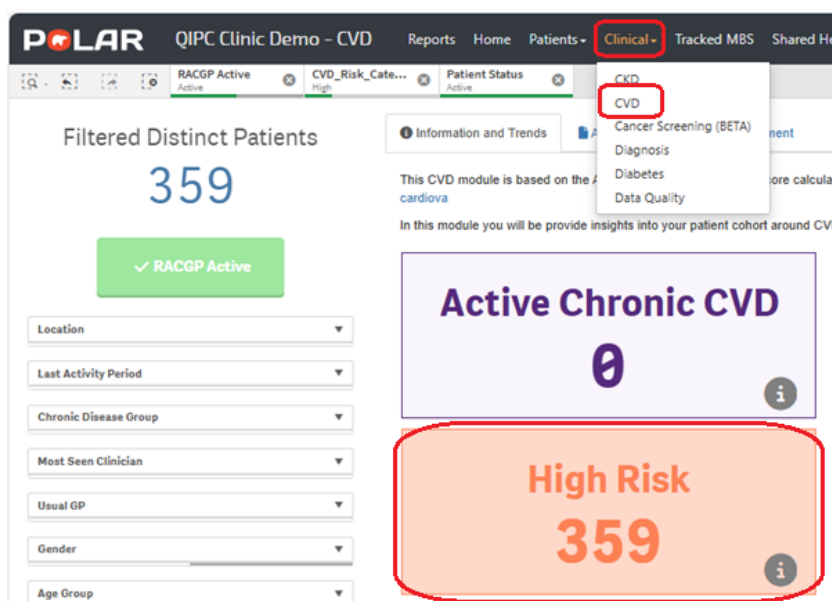 POLAR QIPC Clinic Demo - CVD Reports Home Patients Clinical Tracked MBS Shared He
RACGP Active
Active
CVD_Risk_Cate...
High
Patient Status
Active
CKD
CVD
Cancer Screening (BETA)
Diagnosis
Diabetes
Data Quality
Filtered Distinct Patients
359
RACGP Active
Location
Last Activity Period
Chronic Disease Group
Most Seen Clinician
Usual GP
Gender
Age Group
Information and Trends
This CVD module is based on the
cardiova
In this module you will be provide insights into your patient cohort around CV
Active Chronic CVD
0
High Risk
359